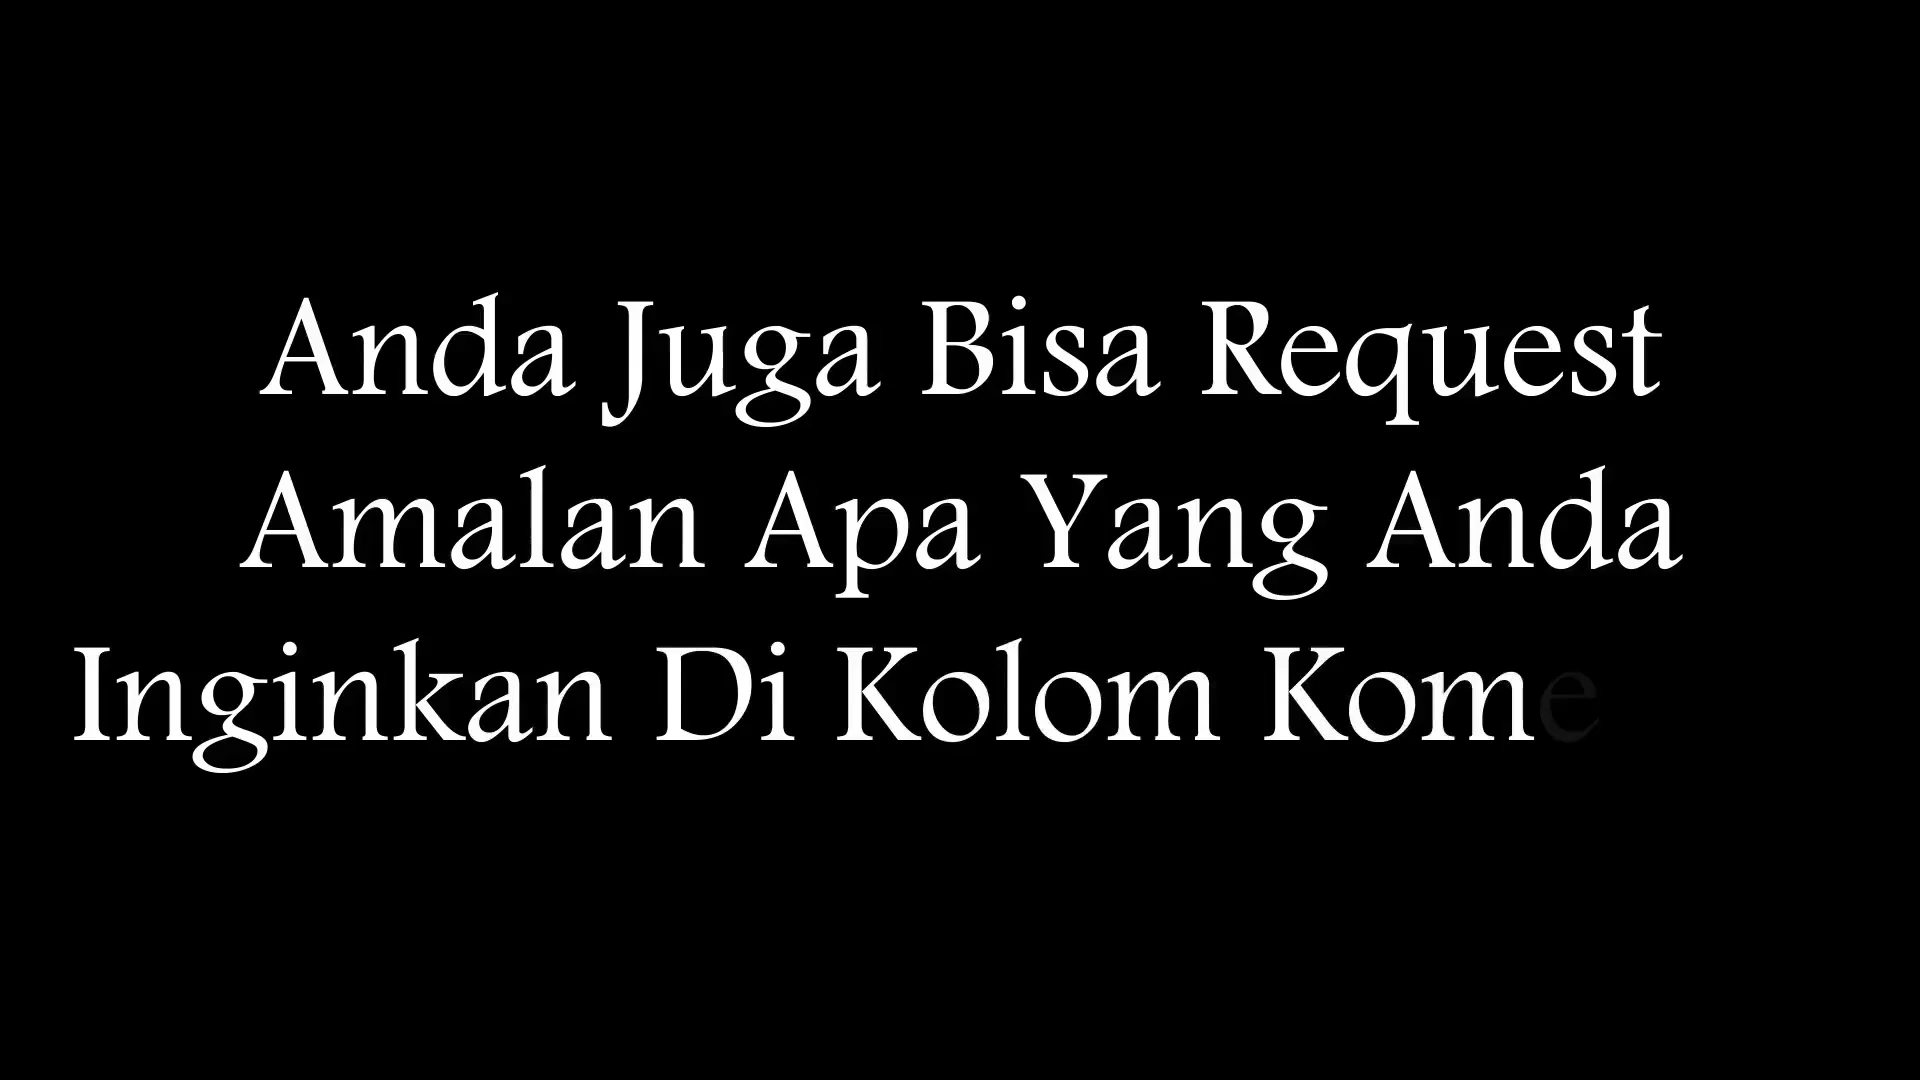 Anda Juga Bisa Request
Amalan Apa Yang Anda
Inginkan Di Kolom Kome